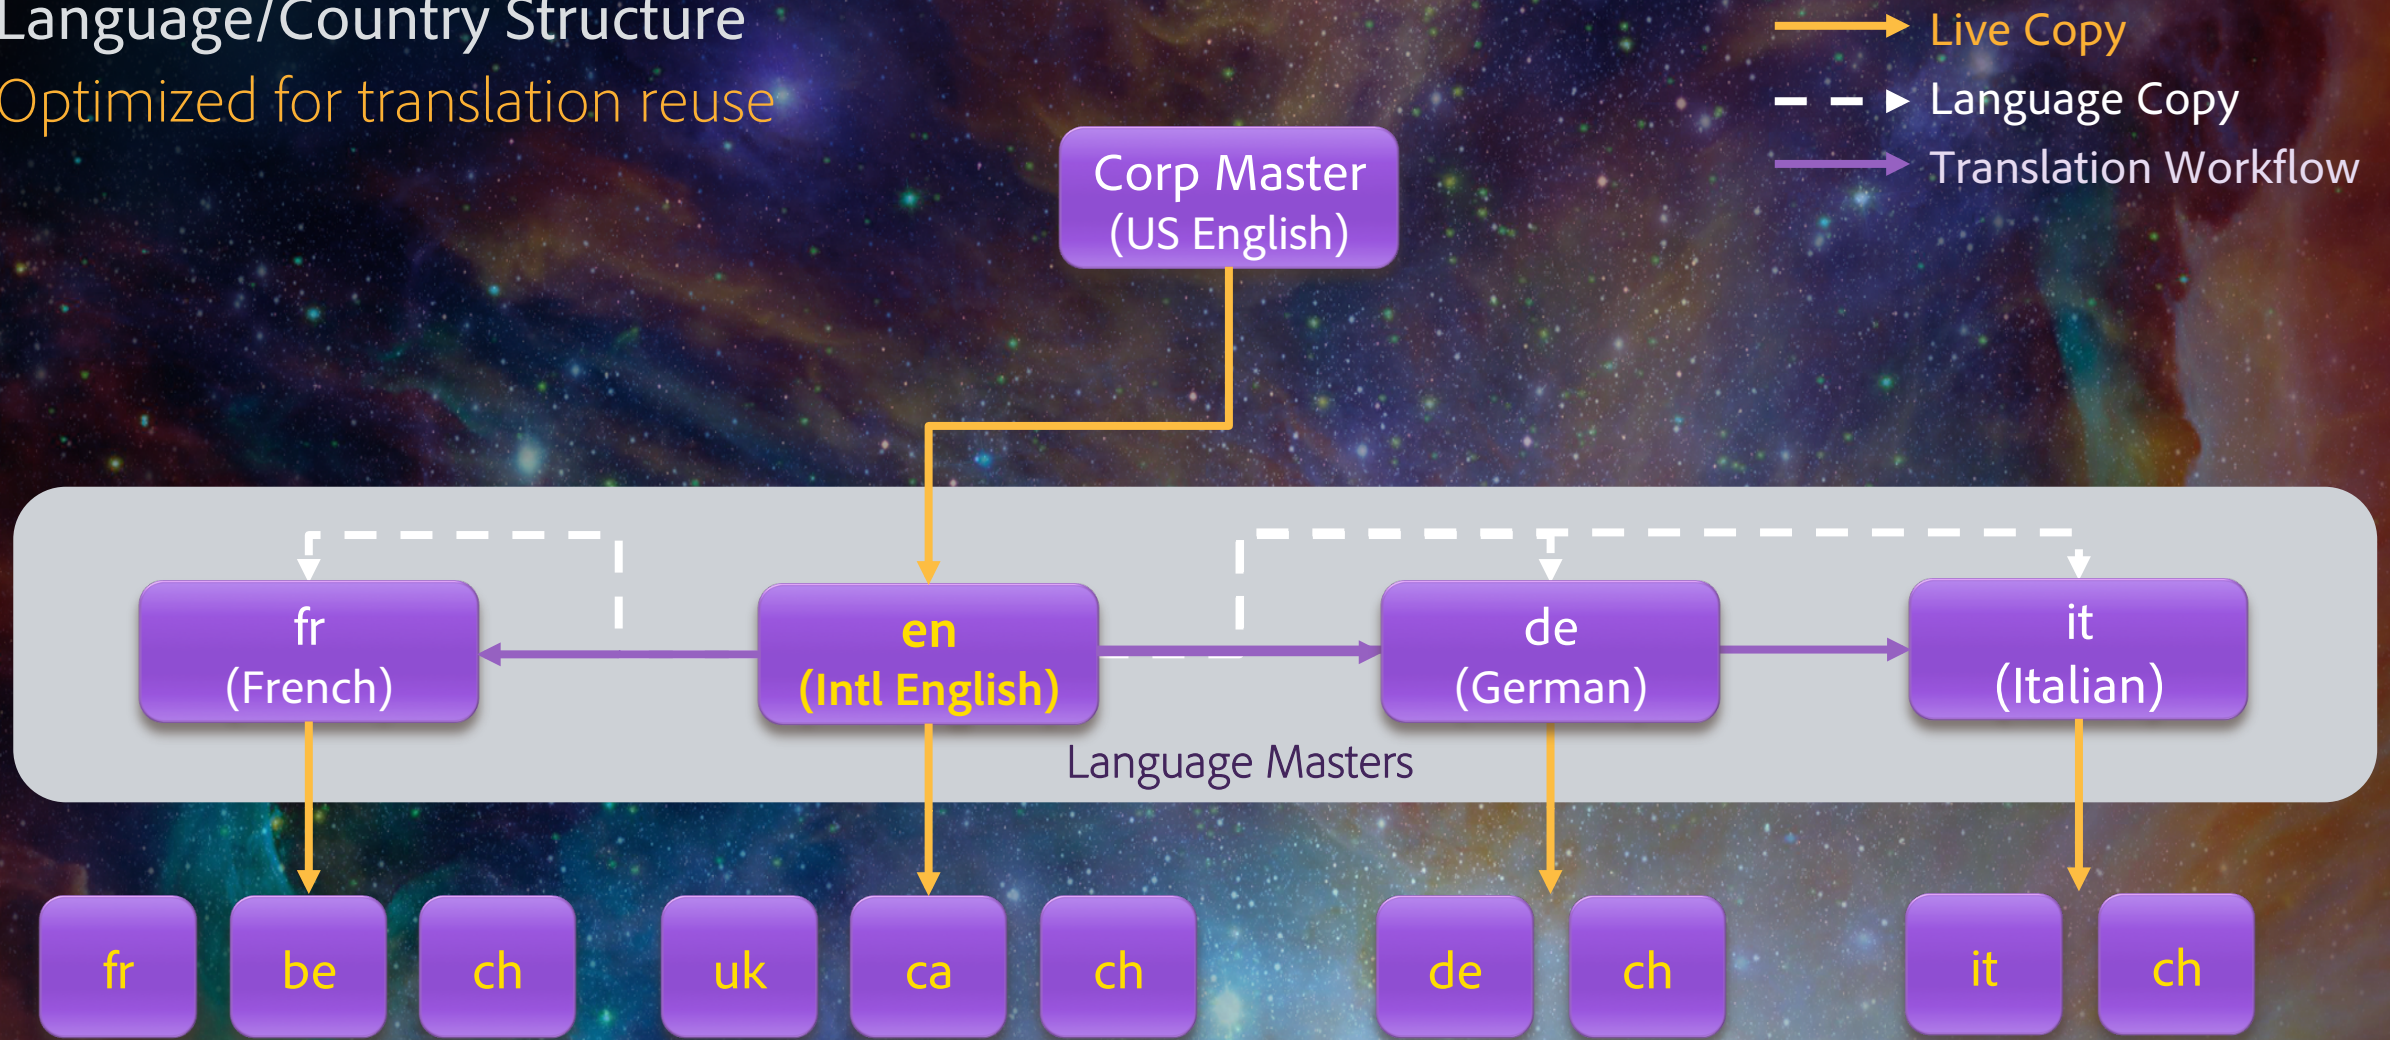 Language/Country Structure
Optimized for translation reuse
Live Copy
Language Copy
Translation Workflow
Corp Master
(US English)
fr
(French)
en
(Intl English)
de
(German)
it
(Italian)
Language Masters
fr
be
ch
uk
ca
ch
de
ch
it
ch